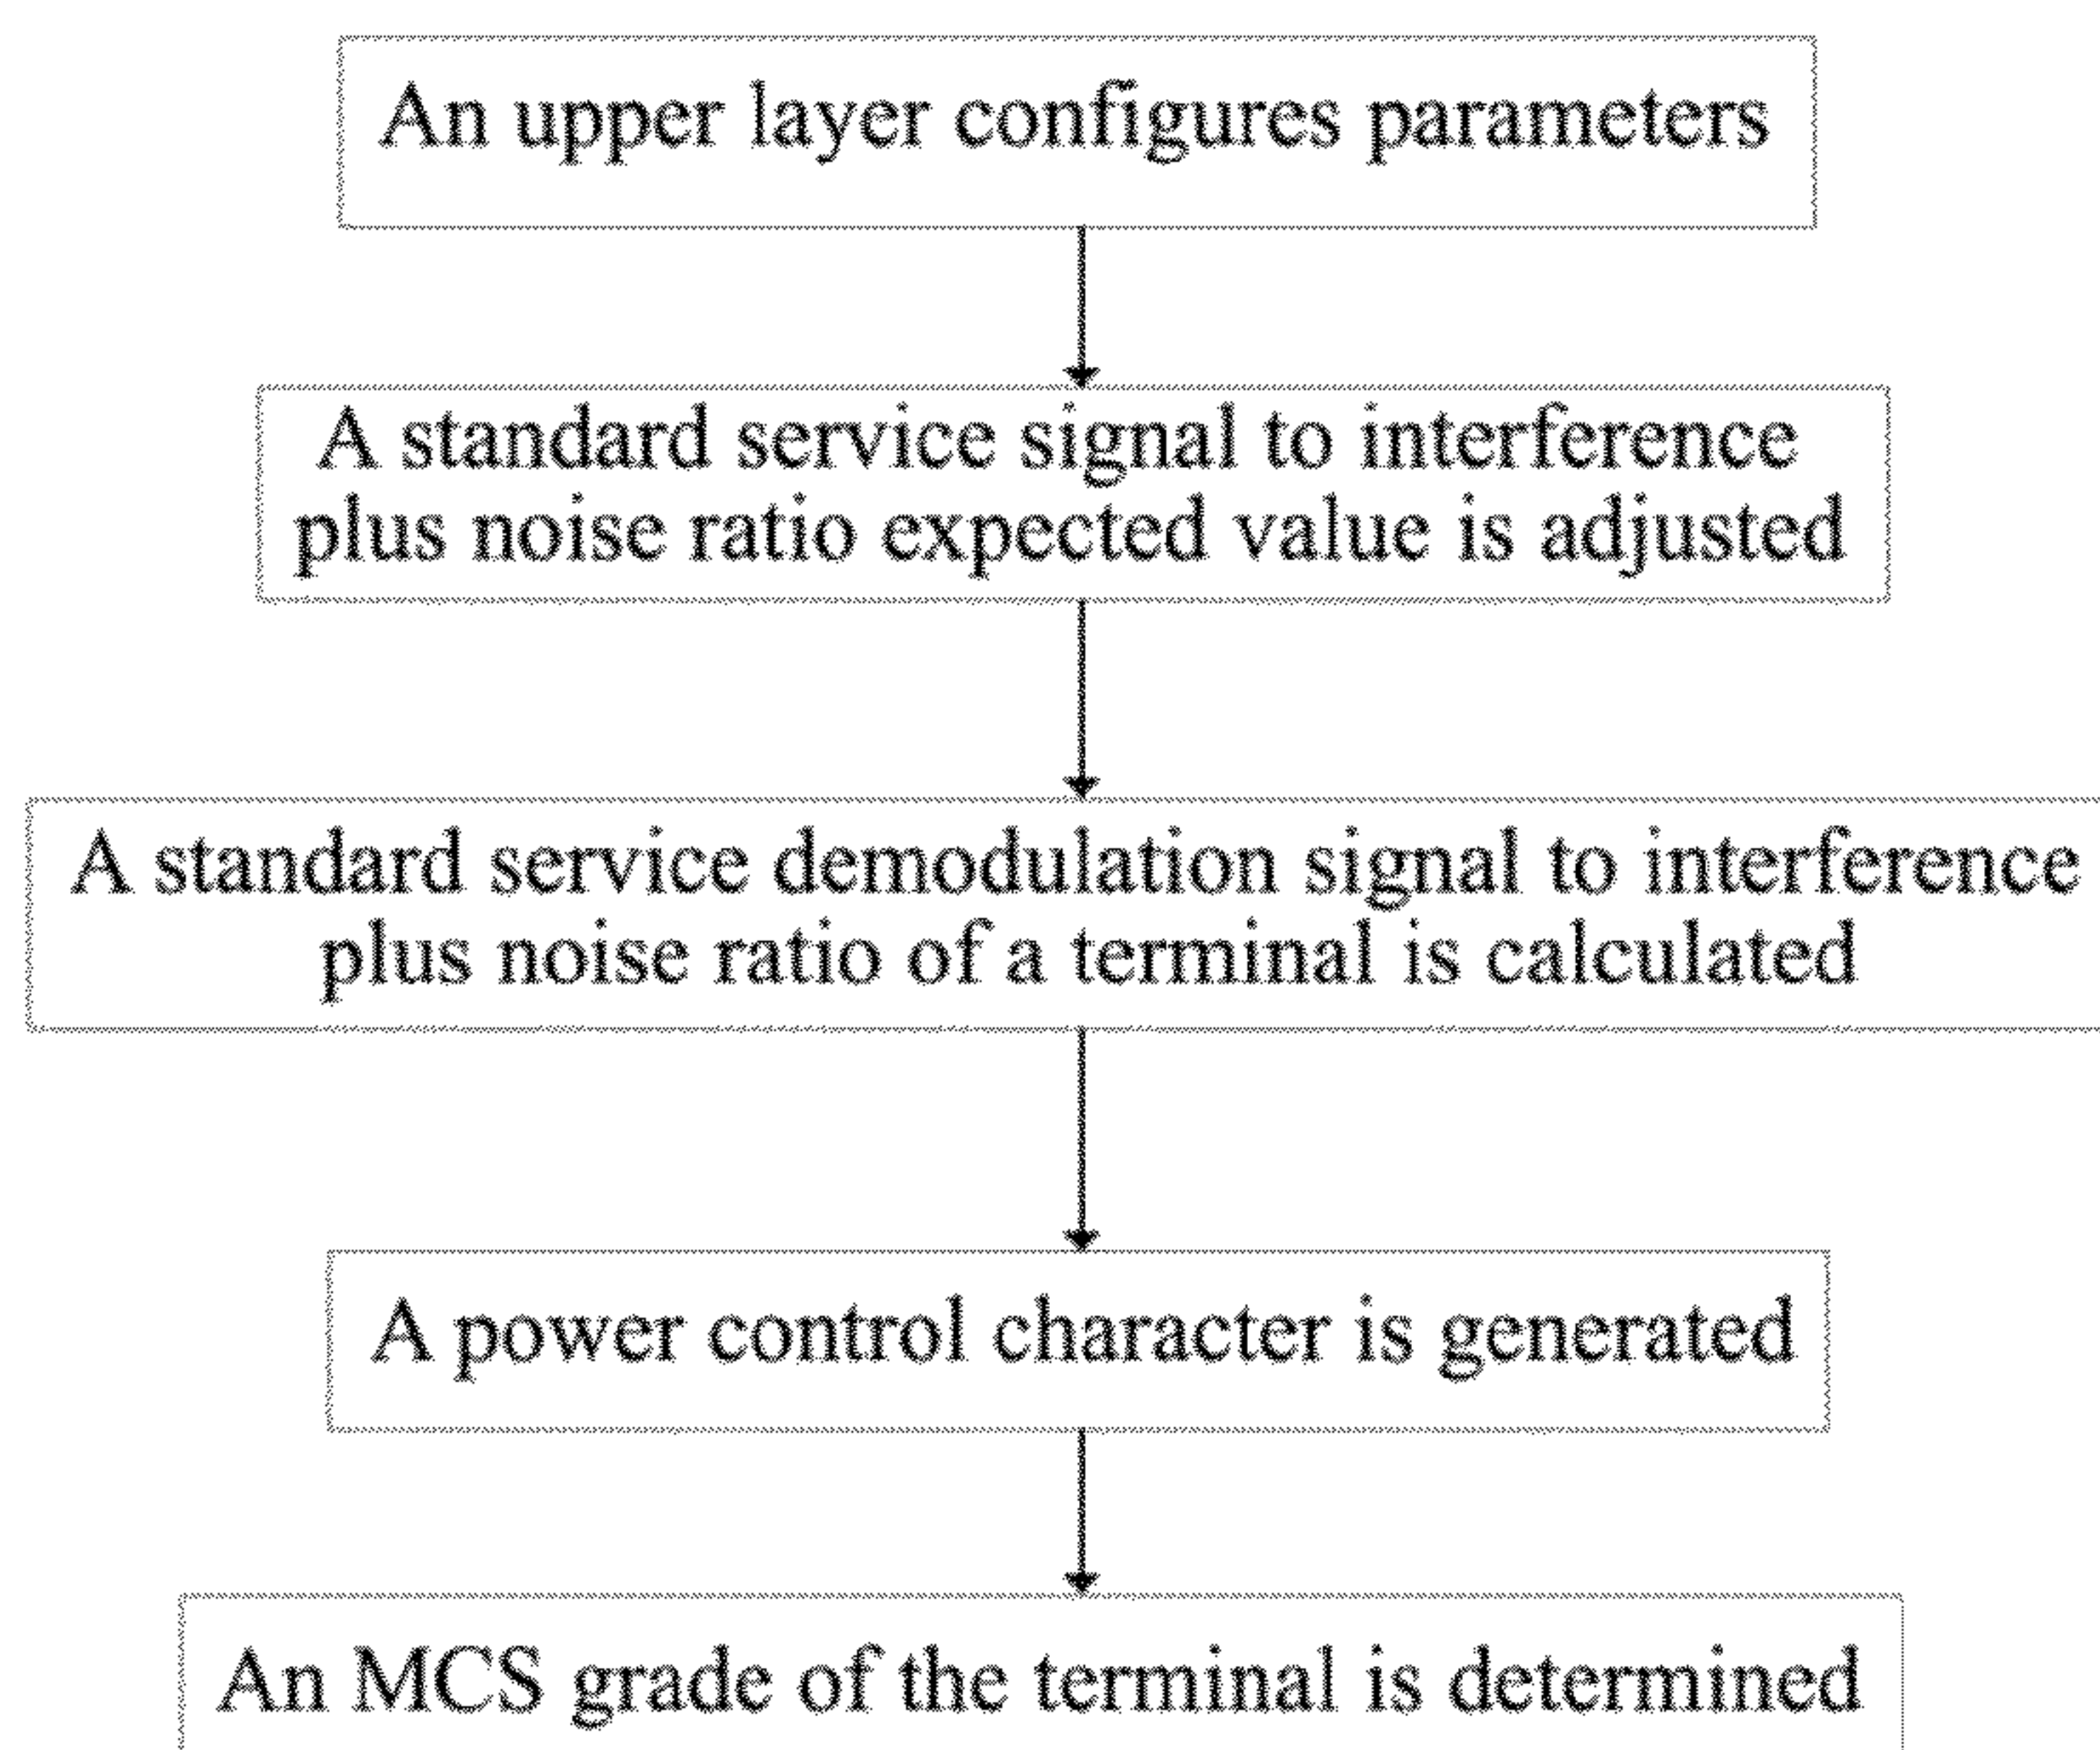 An upper layer configures parameters
A standard service signal to interference
plus noise ratio expected value is adjusted
A standard service demodulation signal to interference
plus noise ratio of a terminal is calculated
A power control character is generated
An MCS grade of the terminal is determined